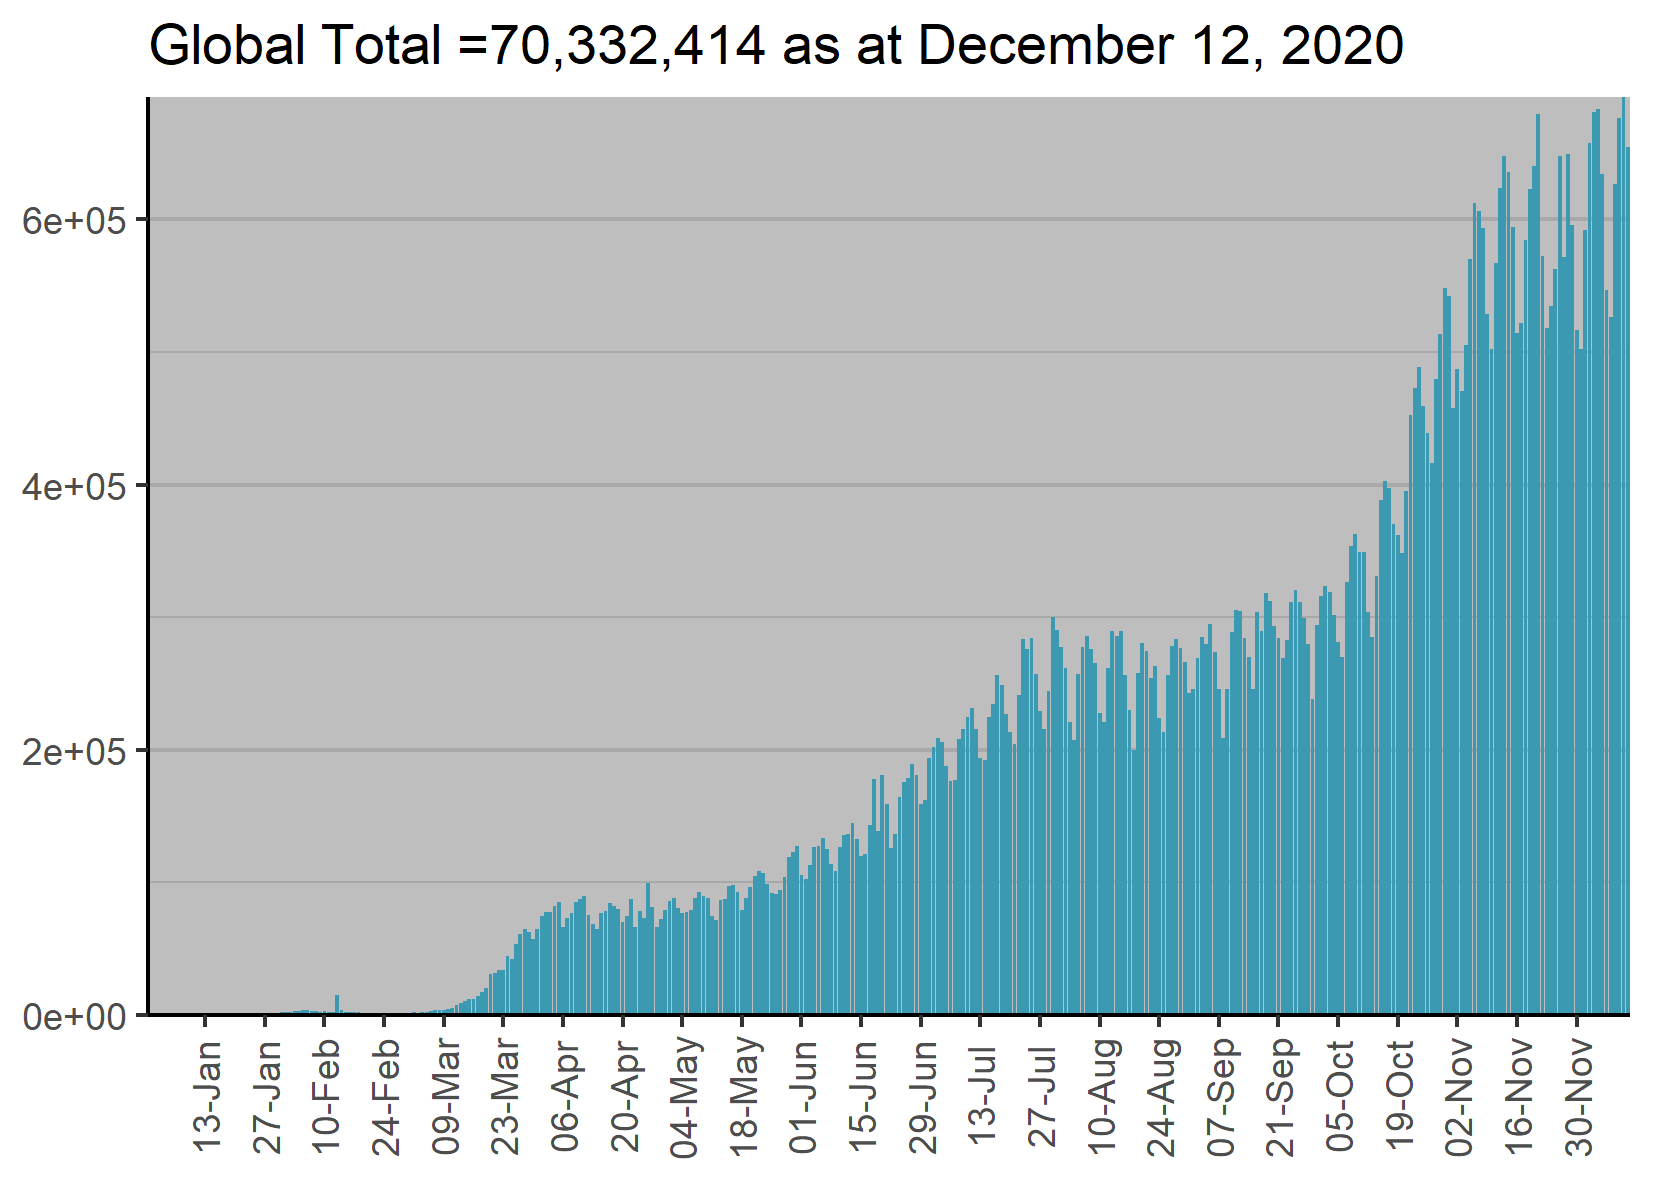 Global Total =70,332,414 as at December 12, 2020
6e+05
4e+05
2e+05
0e+00
13-Jan
27-Jan
10-Feb
24-Feb
09-Mar
23-Mar
06-Apr
20-Apr
04-May
18-May
01-Jun
15-Jun
29-Jun
13-Jul
27-Jul
10-Aug
24-Aug
07-Sep
21-Sep
05-Oct
19-Oct
02-Nov
16-Nov
30-Nov